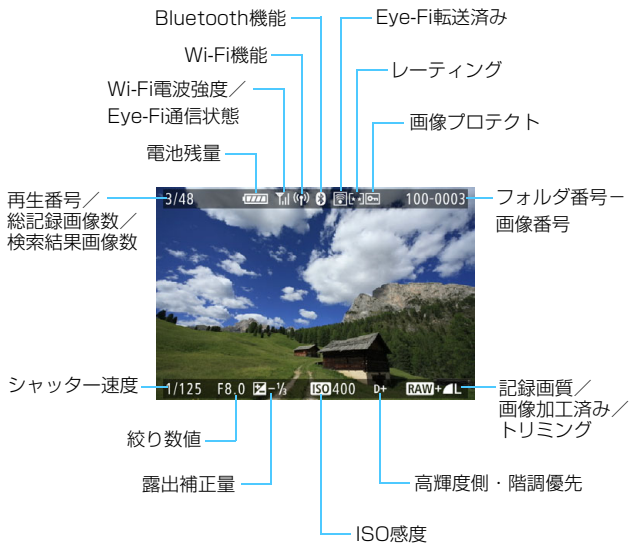 Bluetooth機能
Eye-Fi転送済み
Wi-Fi機能
レーティング
Wi-Fi電波強度／
Eye-Fi通信状態
画像プロテクト
電池残量
再生番号／
総記録画像数／
検索結果画像数
3/48
100-0003
フォルダ番号－
画像番号
シャッター速度
1/125 F8.0 -⅓ ISO400 D+ RAW+L
記録画質／
画像加工済み／
トリミング
絞り数値
露出補正量
高輝度側・階調優先
ISO感度